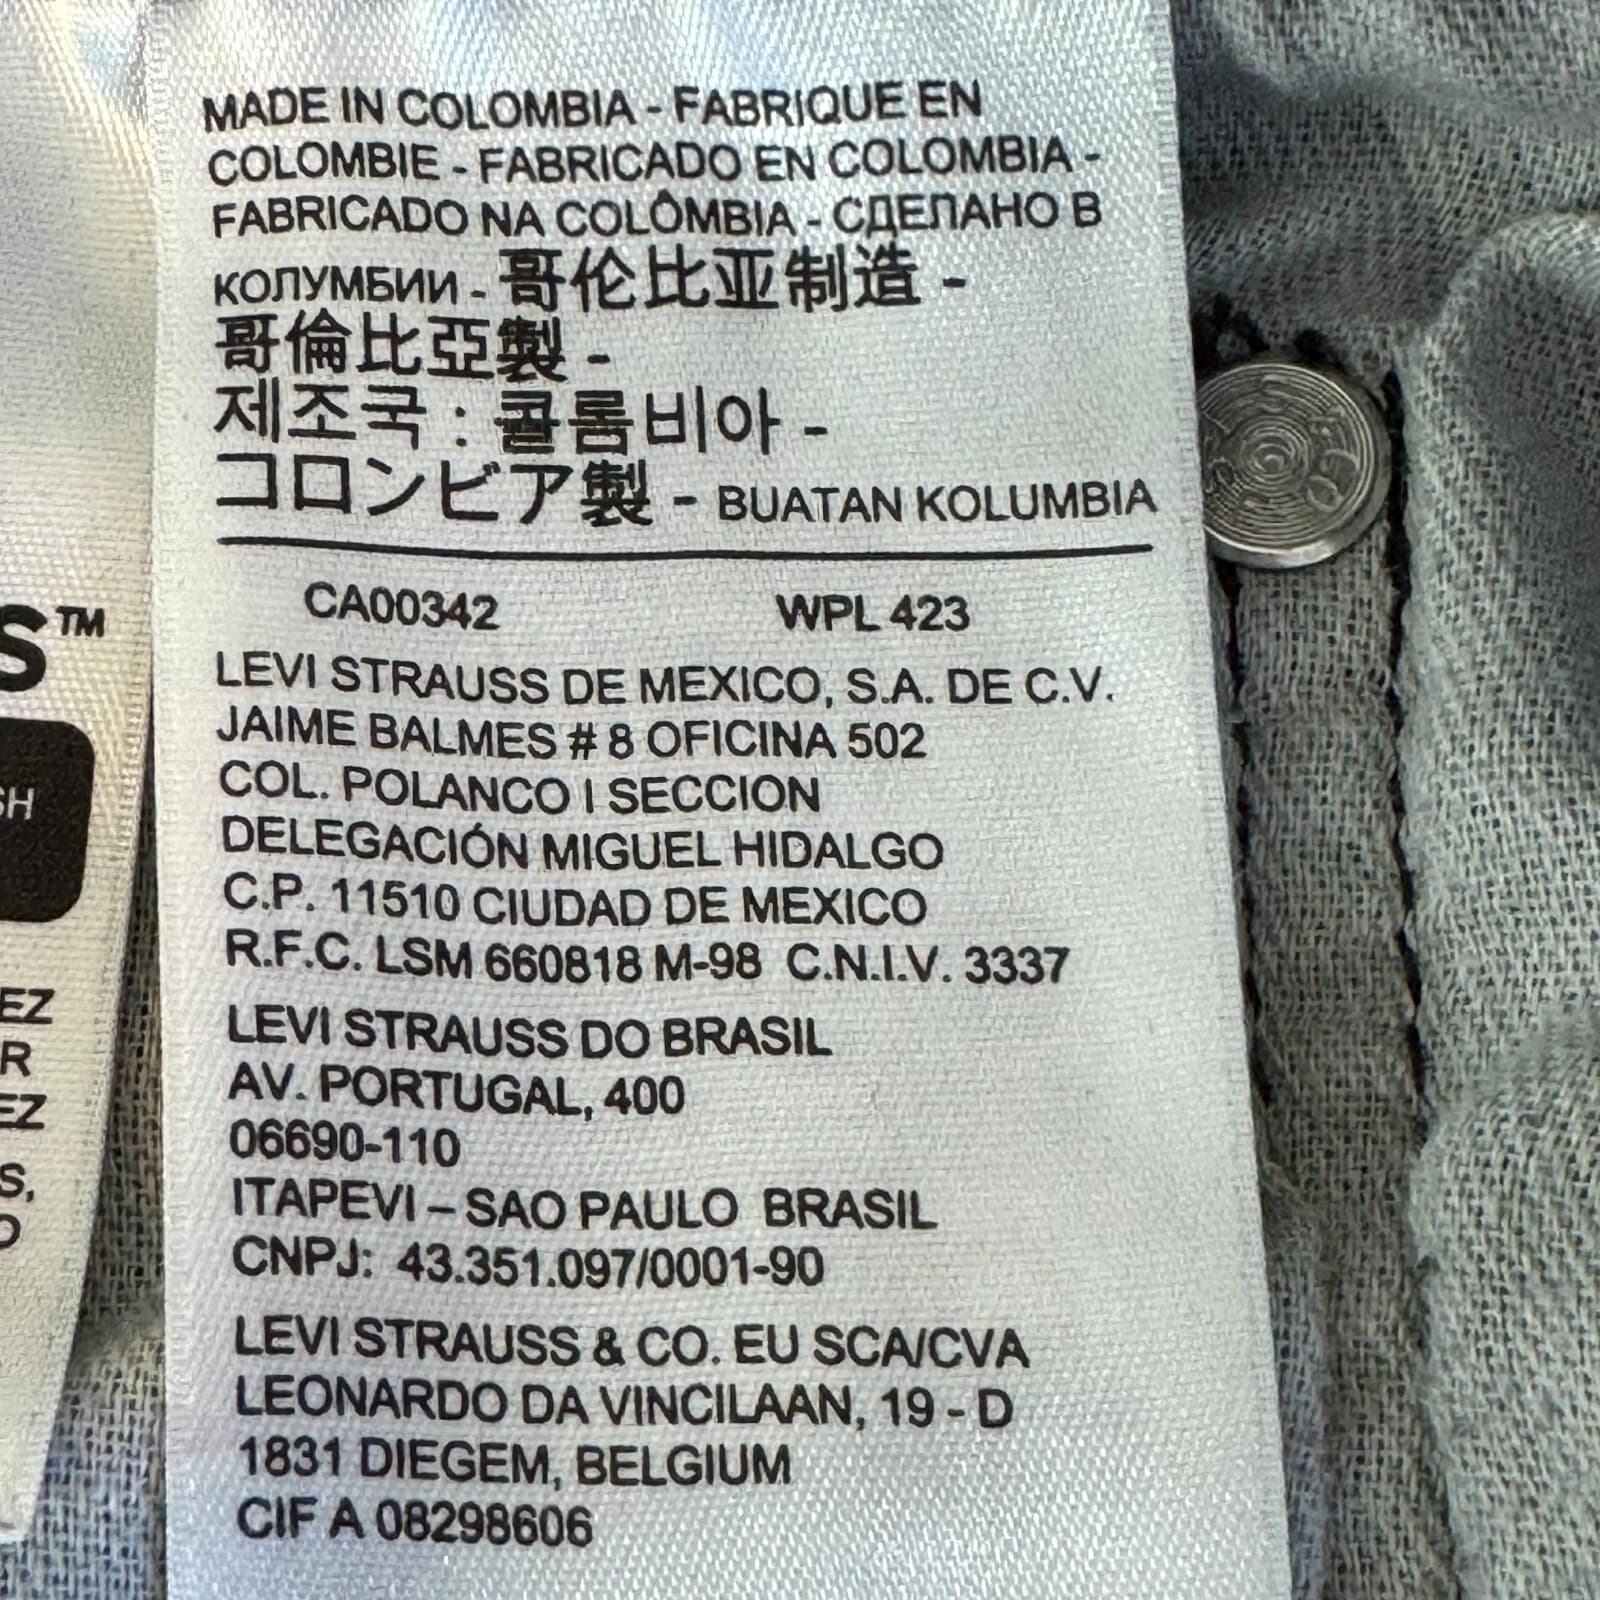 MADE IN COLOMBIA - FABRIQUE EN
COLOMBIE - FABRICADO EN COLOMBIA -
FABRICADO NA COLÔMBIA - СДЕЛАНО В
КОЛУМБИИ - 哥伦比亚制造 -
哥倫比亞製 -
제조국 : 콜롬비아 -
コロンビア製 - BUATAN KOLUMBIA
CA00342 WPL 423
LEVI STRAUSS DE MEXICO, S.A. DE C.V.
JAIME BALMES # 8 OFICINA 502
COL. POLANCO I SECCION
DELEGACIÓN MIGUEL HIDALGO
C.P. 11510 CIUDAD DE MEXICO
R.F.C. LSM 660818 M-98 C.N.I.V. 3337
LEVI STRAUSS DO BRASIL
AV. PORTUGAL, 400
06690-110
ITAPEVI – SAO PAULO BRASIL
CNPJ: 43.351.097/0001-90
LEVI STRAUSS & CO. EU SCA/CVA
LEONARDO DA VINCILAAN, 19 - D
1831 DIEGEM, BELGIUM
CIF A 08298606
S™
SH
EZ
R
EZ
S,
O